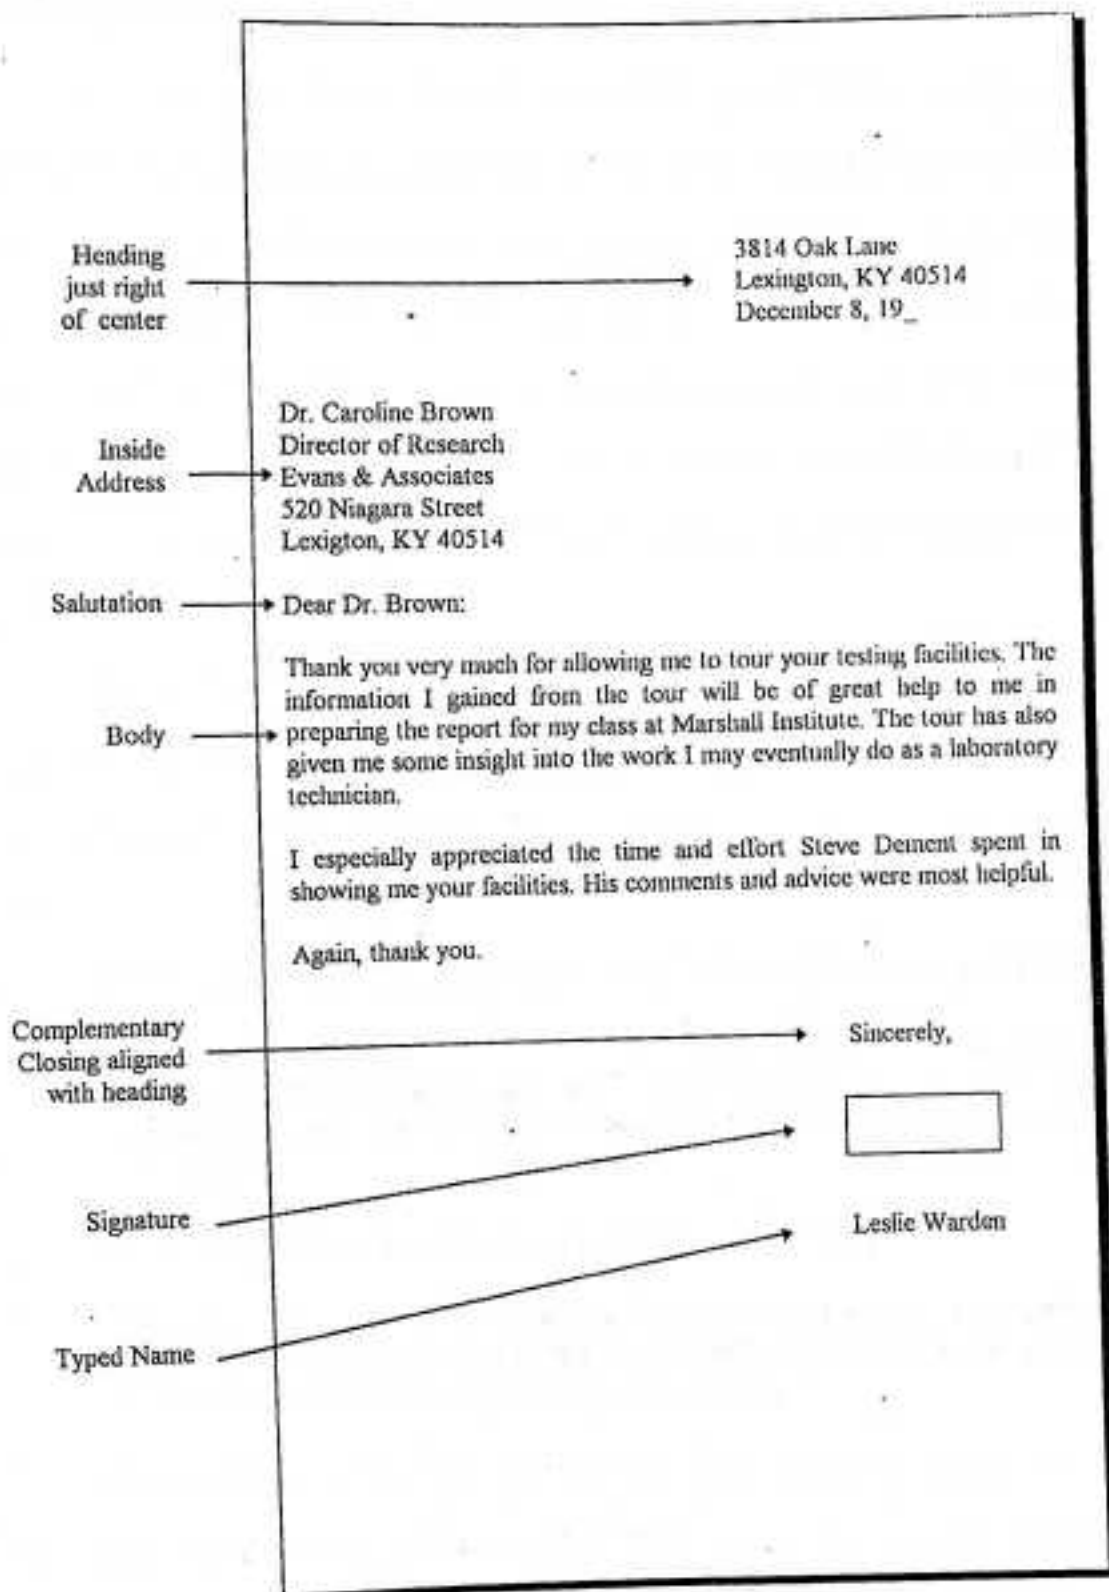 Heading
just right
of center
3814 Oak Lane
Lexington, KY 40514
December 8, 19_
Inside
Address
Dr. Caroline Brown
Director of Research
Evans & Associates
520 Niagara Street
Lexigton, KY 40514
Salutation
Dear Dr. Brown:
Body
Thank you very much for allowing me to tour your testing facilities. The
information I gained from the tour will be of great help to me in
preparing the report for my class at Marshall Institute. The tour has also
given me some insight into the work I may eventually do as a laboratory
technician.
I especially appreciated the time and effort Steve Dement spent in
showing me your facilities. His comments and advice were most helpful.
Again, thank you.
Complementary
Closing aligned
with heading
Sincerely,
Signature
Leslie Warden
Typed Name